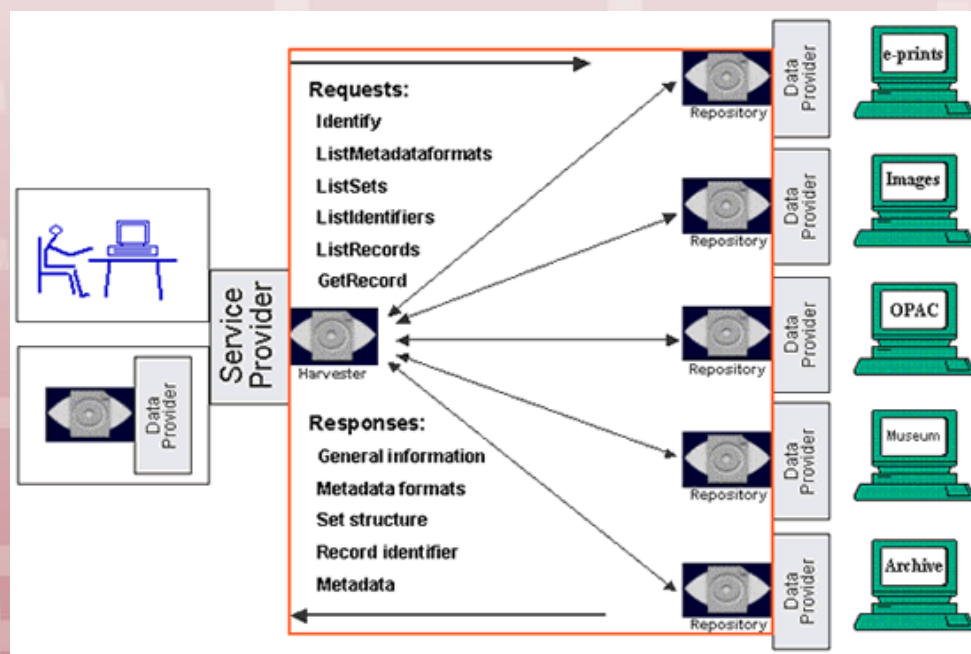 Data
Provider
Service
Provider
Requests:
Identify
ListMetadataformats
ListSets
ListIdentifiers
ListRecords
GetRecord
Harvester
Responses:
General information
Metadata formats
Set structure
Record identifier
Metadata
Repository
Data
Provider
e-prints
Repository
Data
Provider
Images
Repository
Data
Provider
OPAC
Repository
Data
Provider
Museum
Repository
Data
Provider
Archive